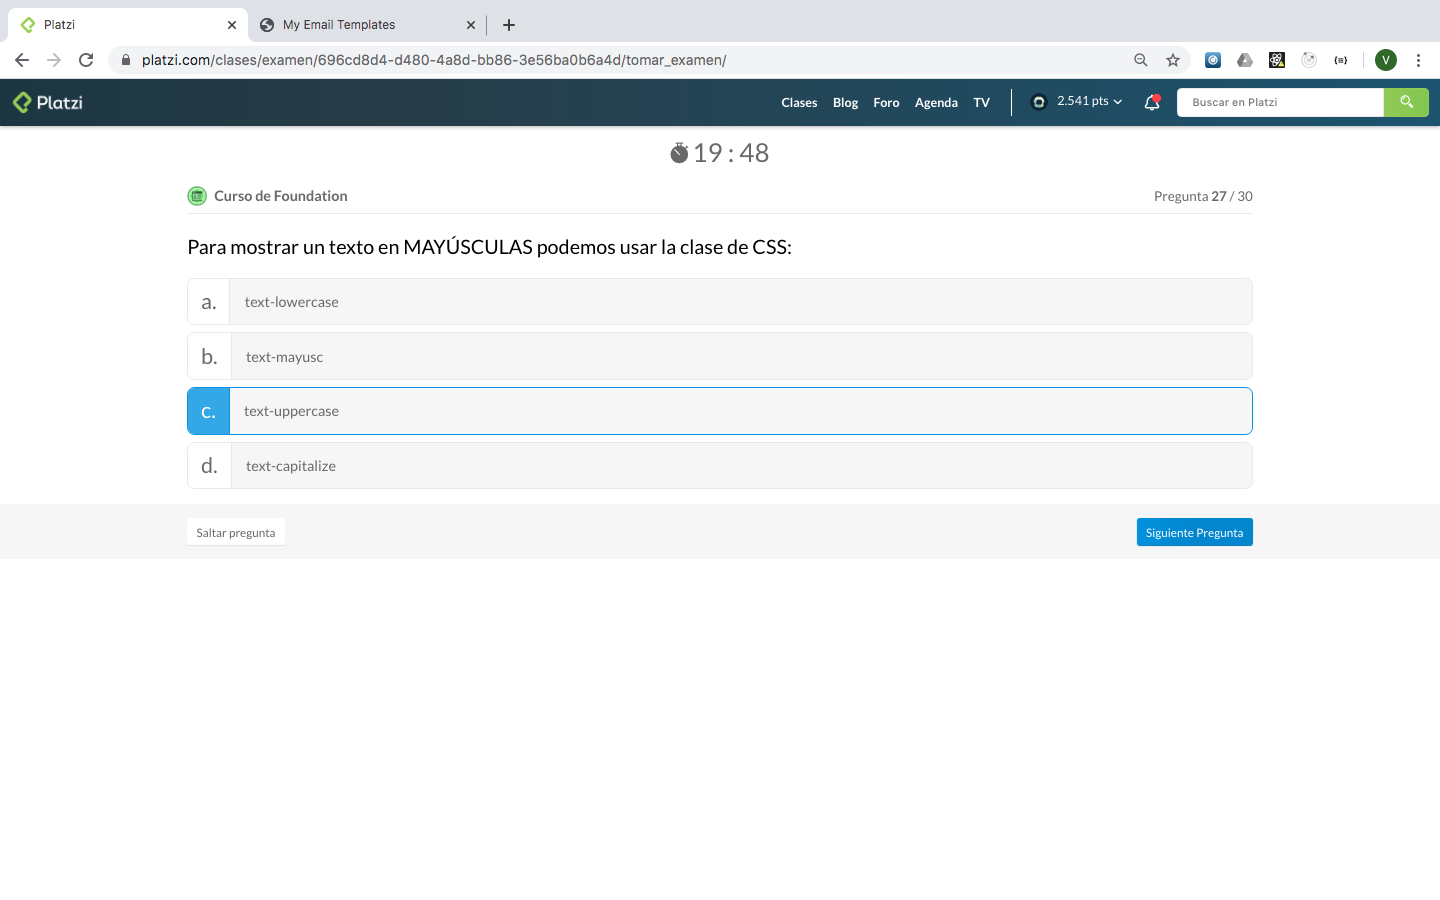 Platzi
My Email Templates
platzi.com/clases/examen/696cd8d4-d480-4a8d-bb86-3e56ba0b6a4d/tomar_examen/
V
Platzi
Clases
Blog
Foro
Agenda
TV
2.541 pts
Buscar en Platzi
19 : 48
Curso de Foundation
Pregunta 27 / 30
Para mostrar un texto en MAYÚSCULAS podemos usar la clase de CSS:
a. text-lowercase
b. text-mayusc
c. text-uppercase
d. text-capitalize
Saltar pregunta
Siguiente Pregunta